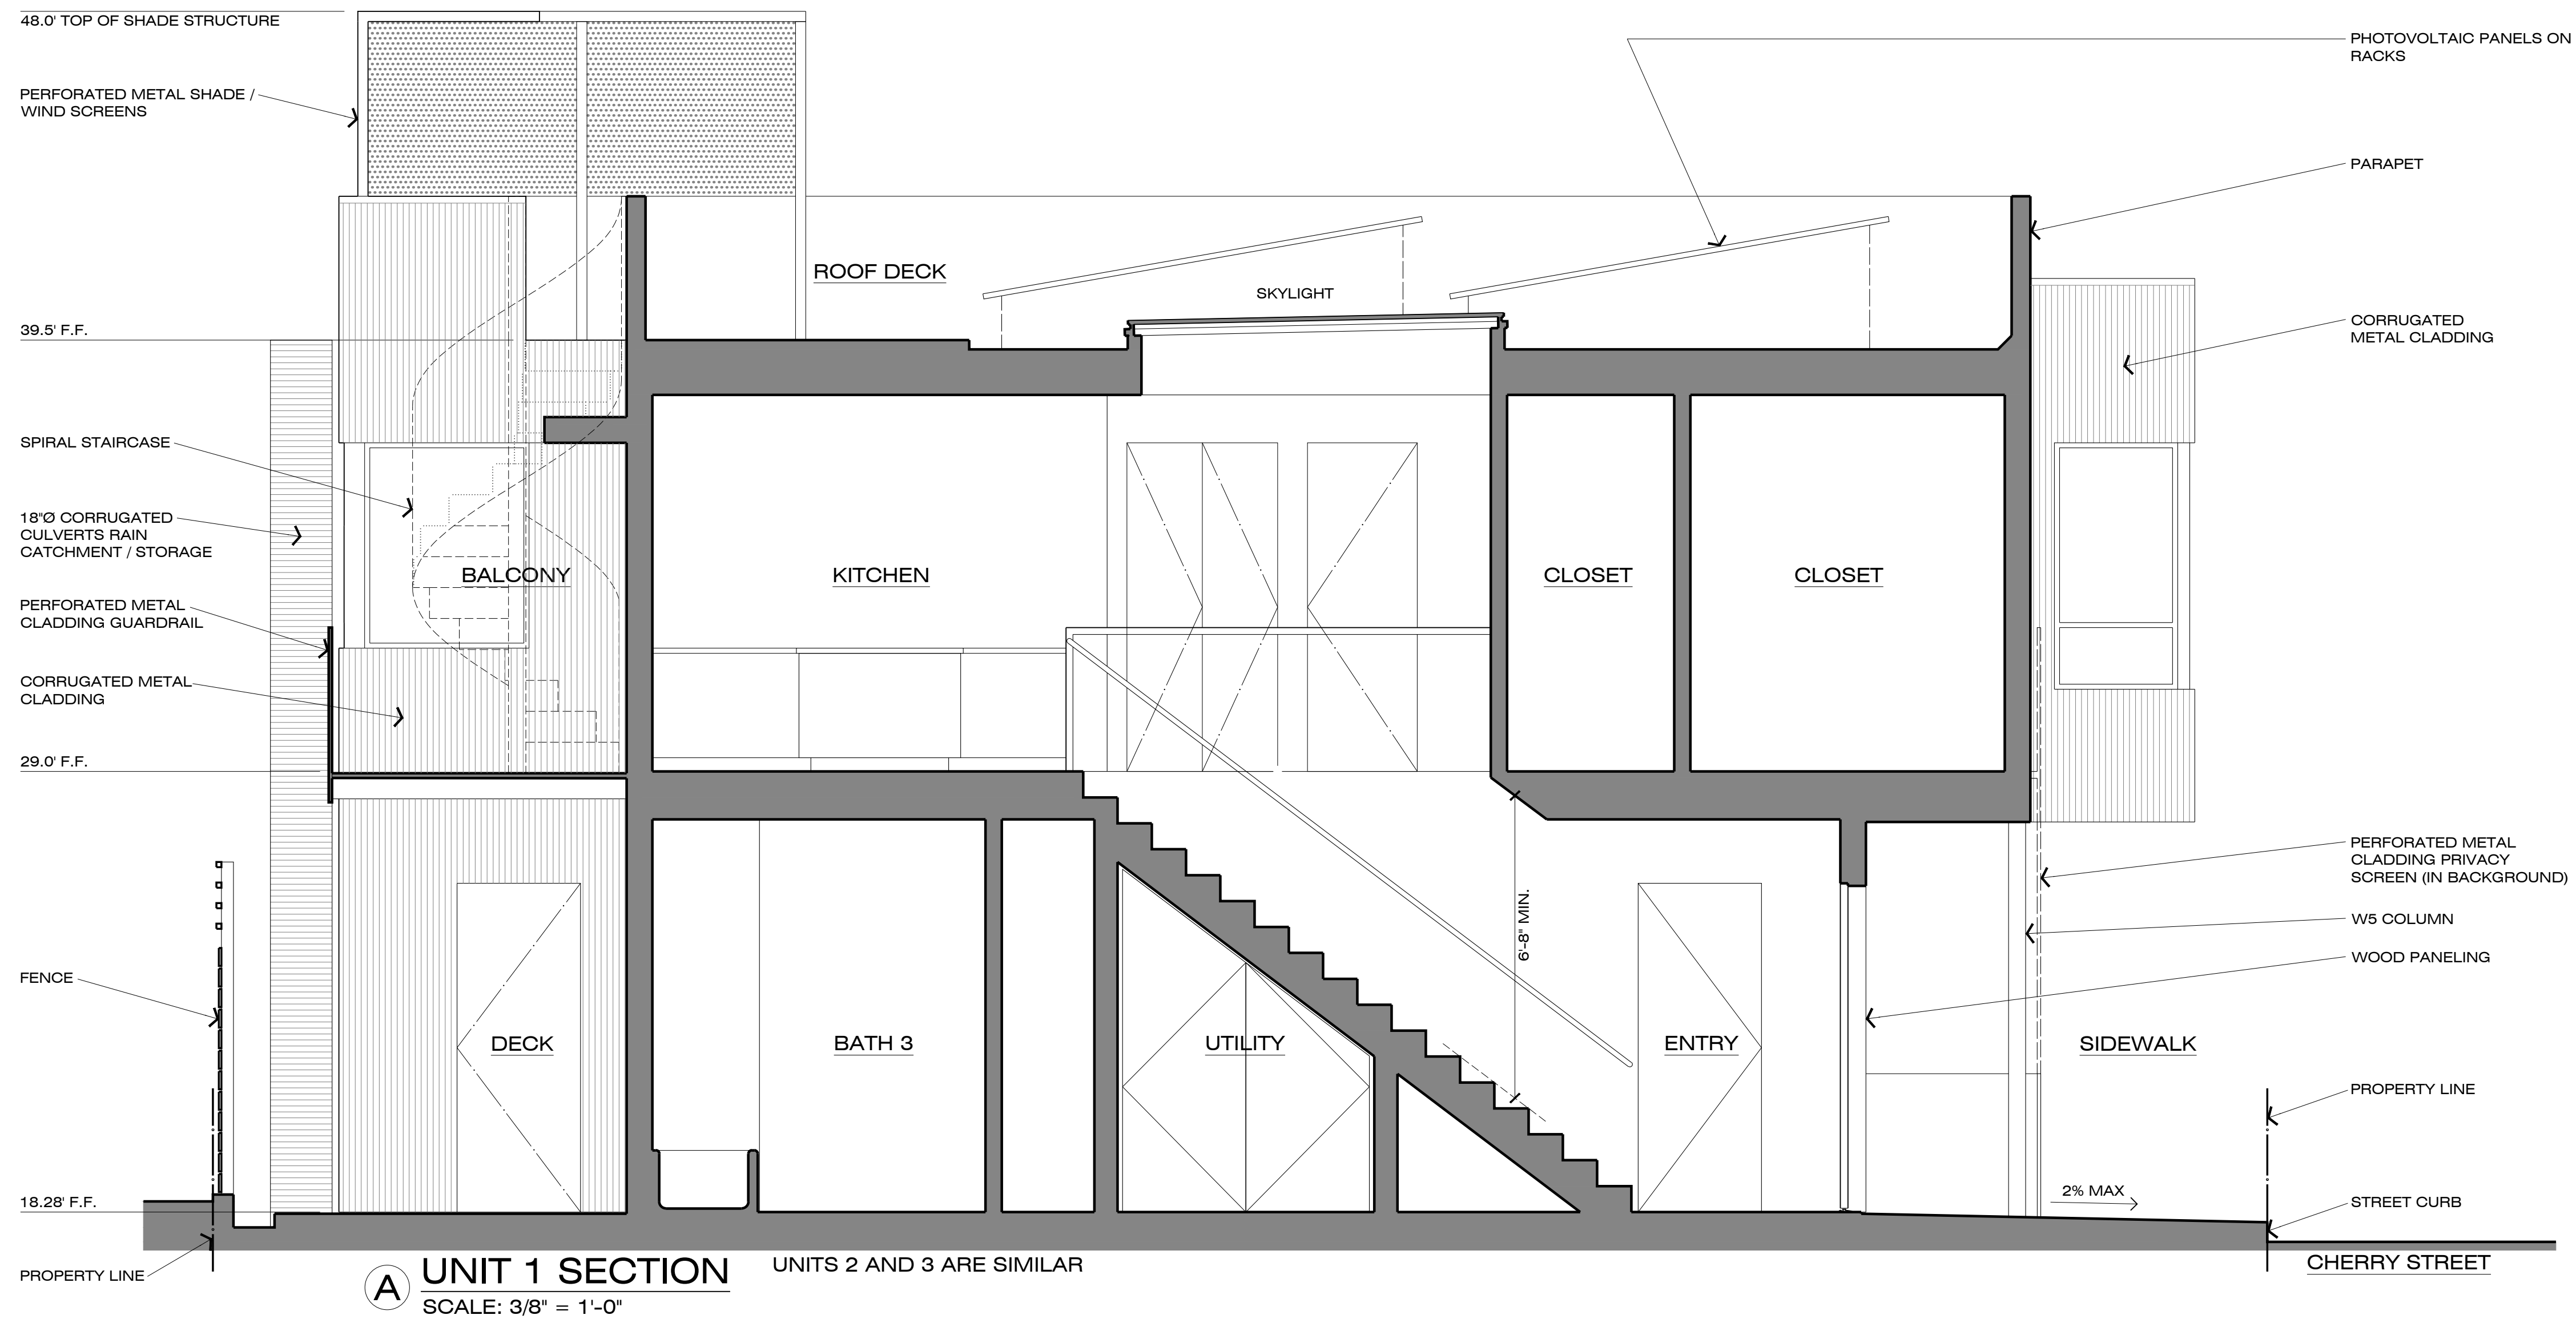 48.0' TOP OF SHADE STRUCTURE
PERFORATED METAL SHADE /
WIND SCREENS
39.5' F.F.
SPIRAL STAIRCASE
18"Ø CORRUGATED
CULVERTS RAIN
CATCHMENT / STORAGE
PERFORATED METAL
CLADDING GUARDRAIL
CORRUGATED METAL
CLADDING
29.0' F.F.
FENCE
18.28' F.F.
PROPERTY LINE
ROOF DECK
SKYLIGHT
BALCONY
KITCHEN
CLOSET
CLOSET
6'-8" MIN.
DECK
BATH 3
UTILITY
ENTRY
SIDEWALK
2% MAX
PHOTOVOLTAIC PANELS ON
RACKS
PARAPET
CORRUGATED
METAL CLADDING
PERFORATED METAL
CLADDING PRIVACY
SCREEN (IN BACKGROUND)
W5 COLUMN
WOOD PANELING
PROPERTY LINE
STREET CURB
CHERRY STREET
A
UNIT 1 SECTION
SCALE: 3/8" = 1'-0"
UNITS 2 AND 3 ARE SIMILAR